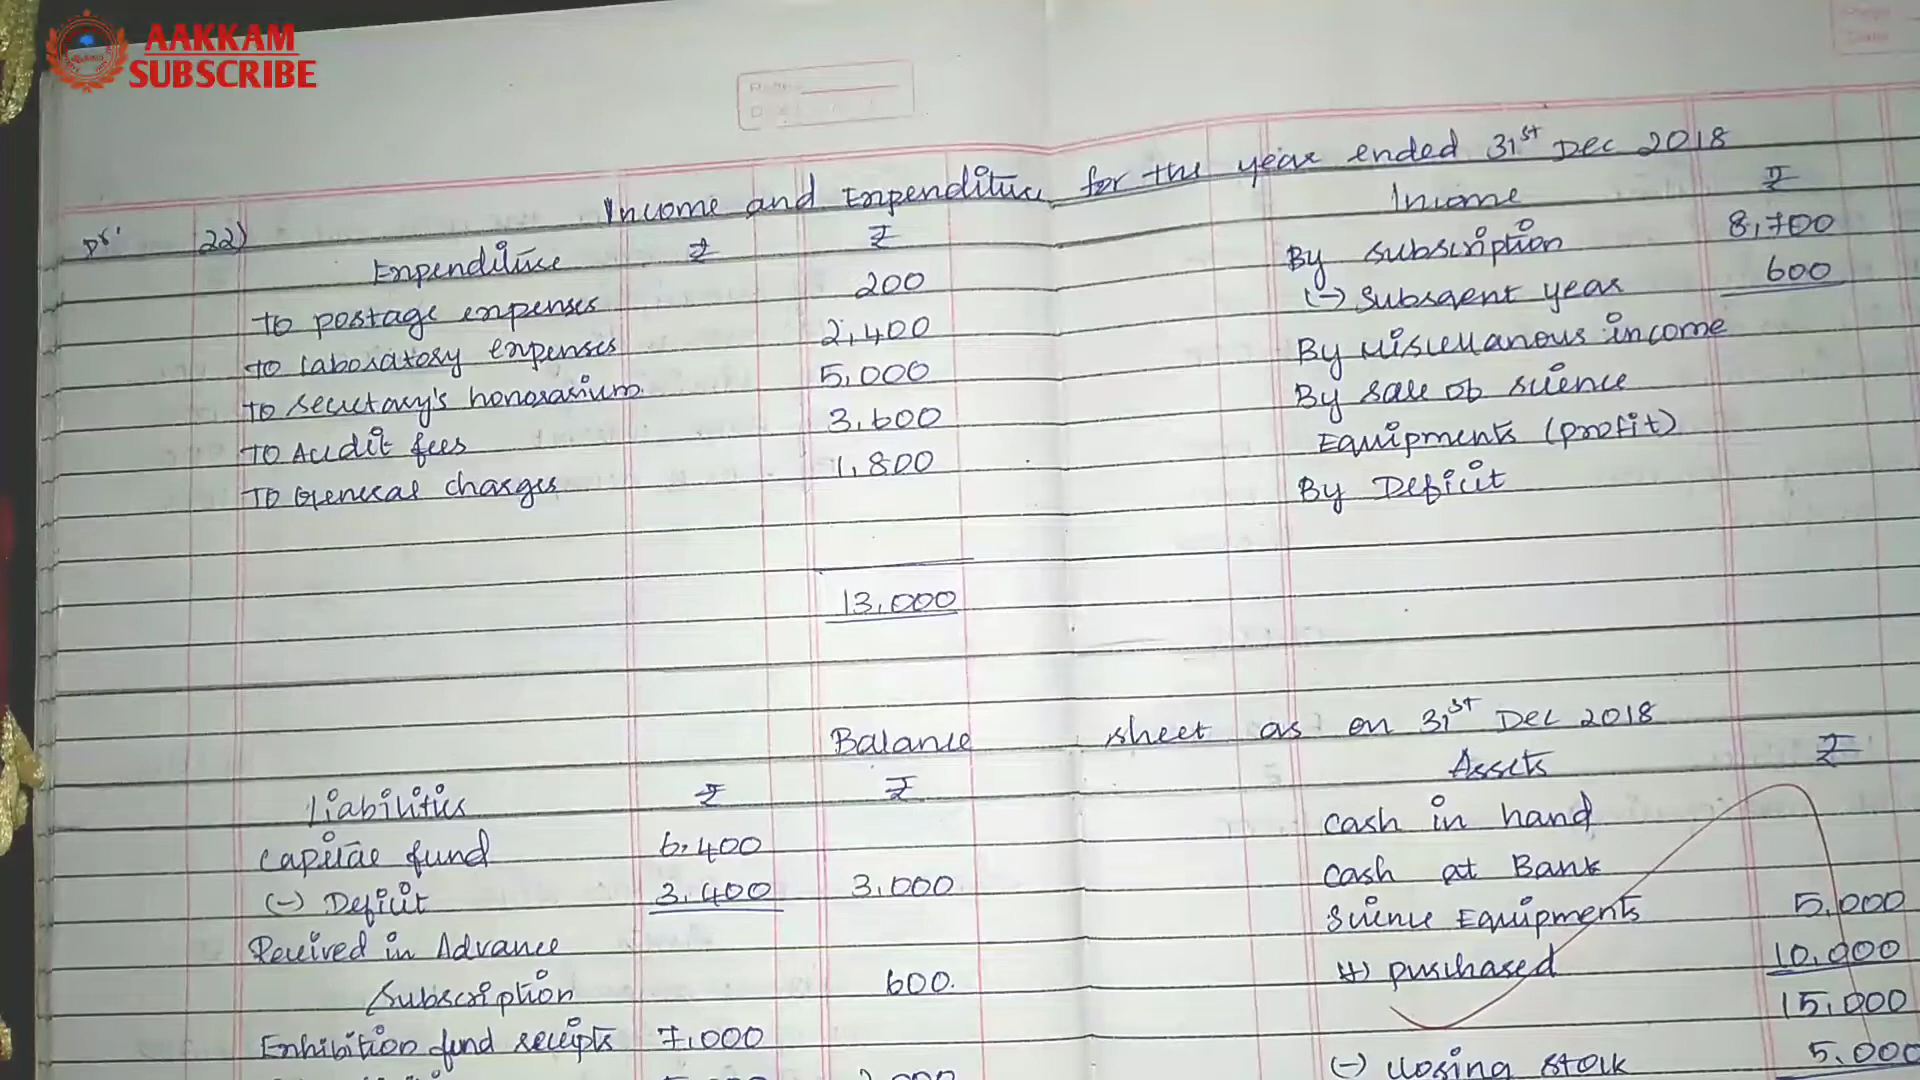 AAKKAM
SUBSCRIBE
Income and Expenditure for the year ended 31st Dec 2018
Dr. 22)
Expenditure ₹ ₹
To postage expenses 200
To Laboratory expenses 2,400
To Secretary's honorarium 5,000
To Audit fees 3,600
To General charges 1,800
13,000
Income ₹
By Subscription 8,700
(-) Subsqent year 600
By Miscellanous income
By Sale of science
Equipments (profit)
By Deficit
Balance sheet as on 31st Dec 2018
Liabilities ₹ ₹
Capital fund 6,400
(-) Deficit 3,400 3,000
Received in Advance
Subscription 600.
Exhibition fund receipts 7,000
Assets ₹
Cash in hand
Cash at Bank
Science Equipments 5,000
(+) purchased 10,000
15,000
(-) closing stock 5,000